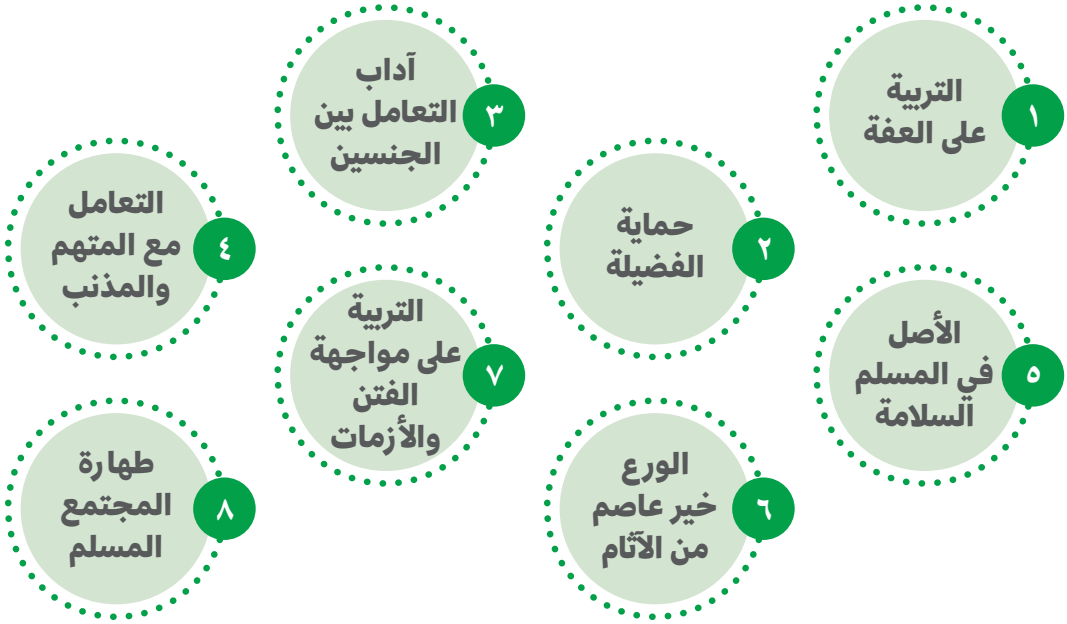 ١
التربية
على العفة
٢
حماية
الفضيلة
٣
آداب
التعامل بين
الجنسين
٤
التعامل
مع المتهم
والمذنب
٥
الأصل
في المسلم
السلامة
٦
الورع
خير عاصم
من الآثام
٧
التربية
على مواجهة
الفتن
والأزمات
٨
طهارة
المجتمع
المسلم